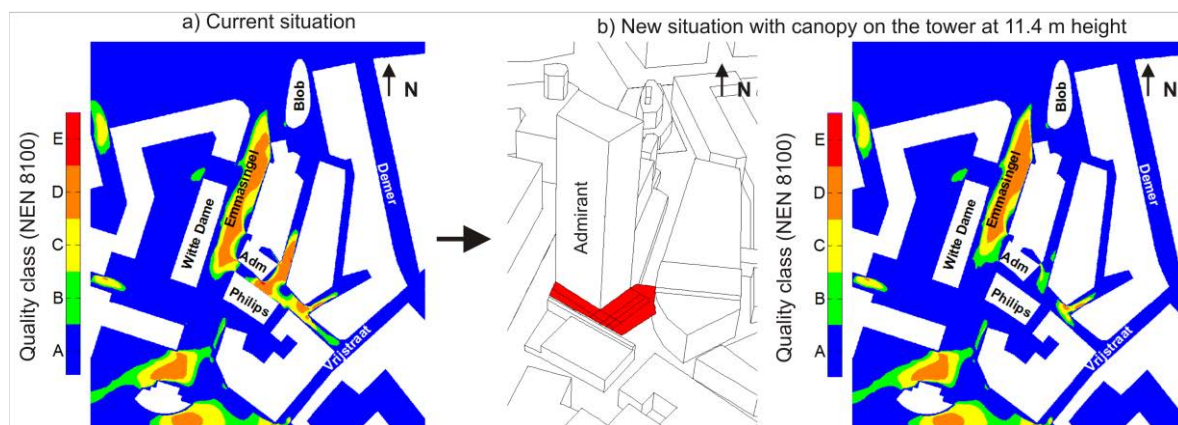 a) Current situation
b) New situation with canopy on the tower at 11.4 m height
Quality class (NEN 8100)
E
D
C
B
A
N
Blob
Emmasingel
Demer
Witte Dame
Adm
Philips
Vrijstraat
N
Admirant
Quality class (NEN 8100)
E
D
C
B
A
N
Blob
Emmasingel
Demer
Witte Dame
Adm
Philips
Vrijstraat